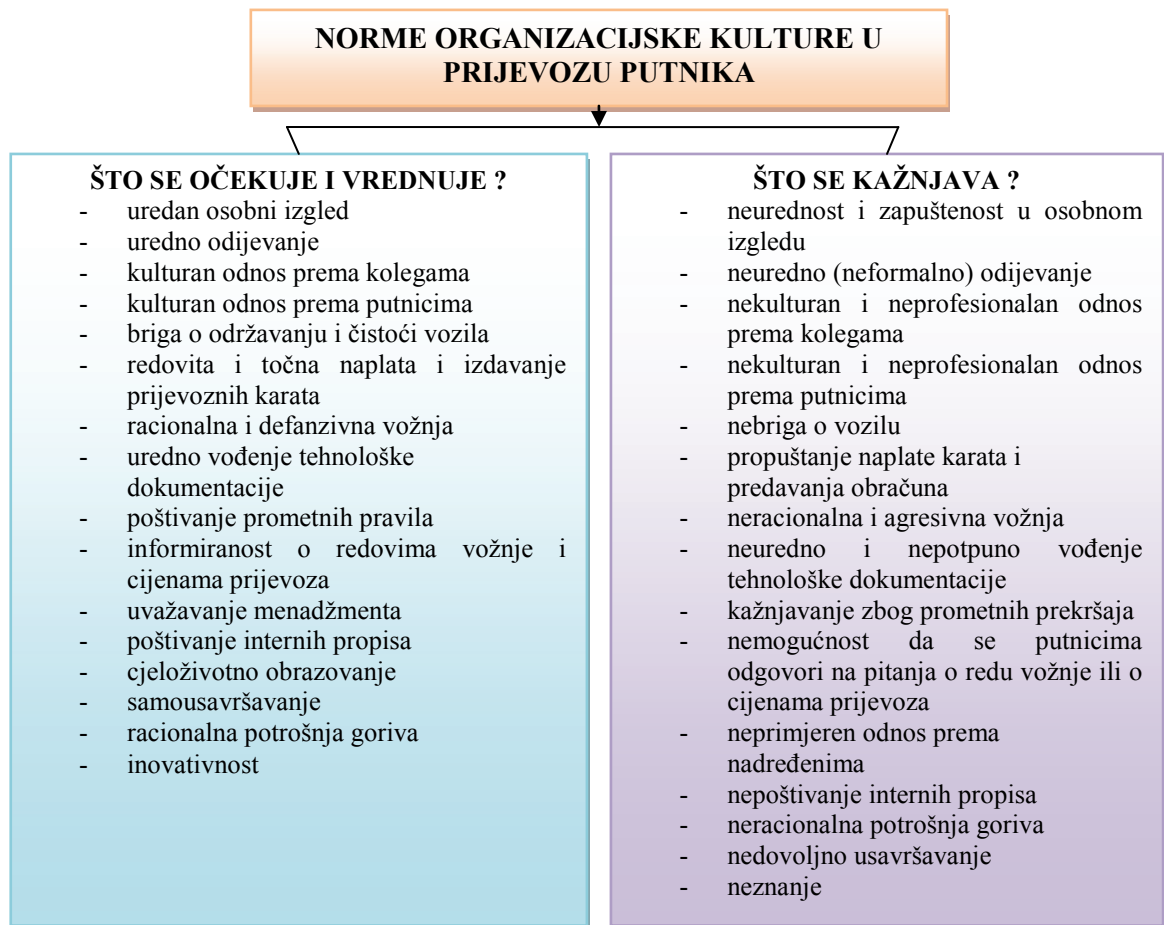 NORME ORGANIZACIJSKE KULTURE U
PRIJEVOZU PUTNIKA
ŠTO SE OČEKUJE I VREDNUJE ?
- uredan osobni izgled
- uredno odijevanje
- kulturan odnos prema kolegama
- kulturan odnos prema putnicima
- briga o održavanju i čistoći vozila
- redovita i točna naplata i izdavanje
prijevoznih karata
- racionalna i defanzivna vožnja
- uredno vođenje tehnološke
dokumentacije
- poštivanje prometnih pravila
- informiranost o redovima vožnje i
cijenama prijevoza
- uvažavanje menadžmenta
- poštivanje internih propisa
- cjeloživotno obrazovanje
- samousavršavanje
- racionalna potrošnja goriva
- inovativnost
ŠTO SE KAŽNJAVA ?
- neurednost i zapuštenost u osobnom
izgledu
- neuredno (neformalno) odijevanje
- nekulturan i neprofesionalan odnos
prema kolegama
- nekulturan i neprofesionalan odnos
prema putnicima
- nebriga o vozilu
- propuštanje naplate karata i
predavanja obračuna
- neracionalna i agresivna vožnja
- neuredno i nepotpuno vođenje
tehnološke dokumentacije
- kažnjavanje zbog prometnih prekršaja
- nemogućnost da se putnicima
odgovori na pitanja o redu vožnje ili o
cijenama prijevoza
- neprimjeren odnos prema
nadređenima
- nepoštivanje internih propisa
- neracionalna potrošnja goriva
- nedovoljno usavršavanje
- neznanje